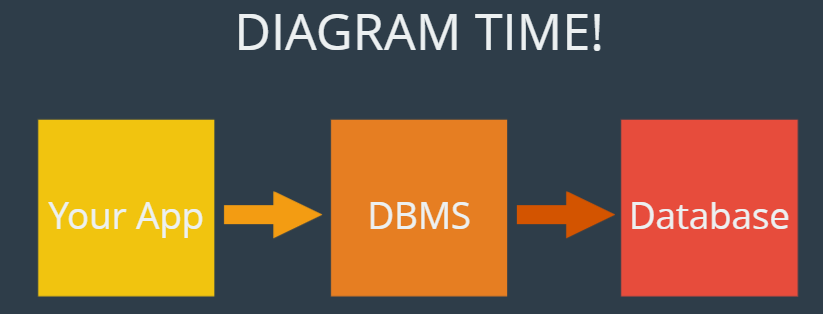 DIAGRAM TIME!
Your App
DBMS
Database